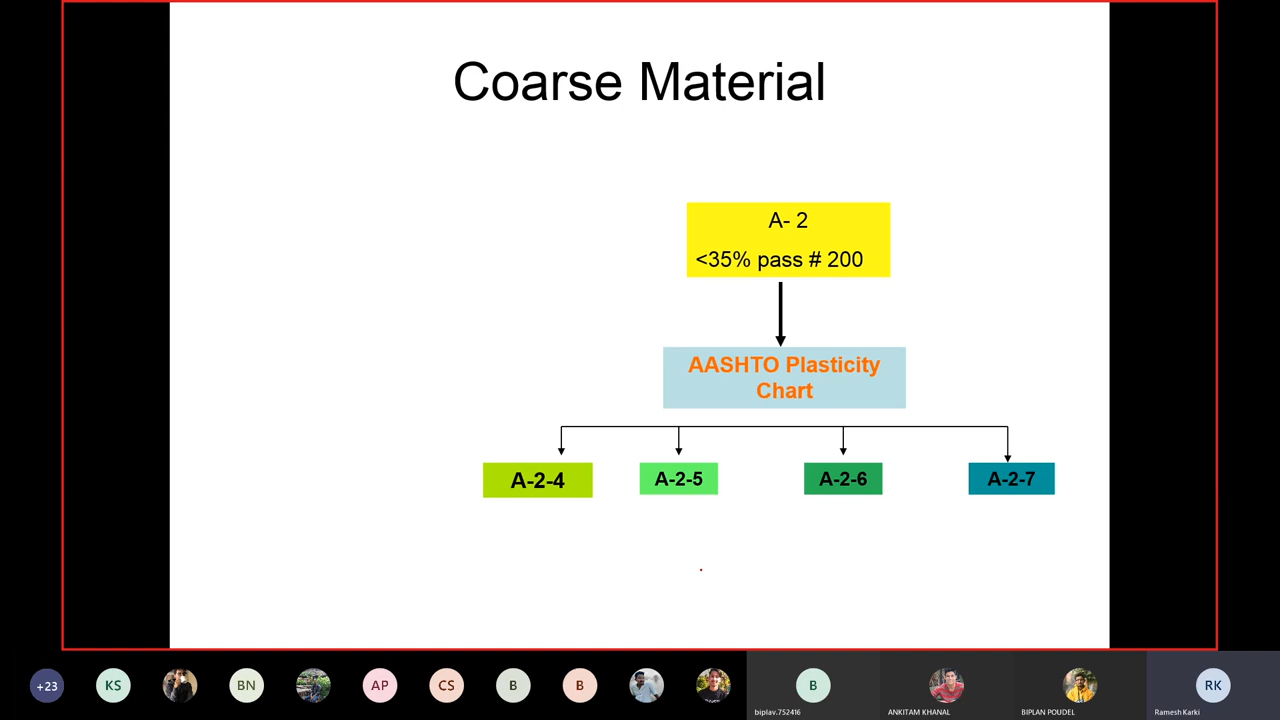 Coarse Material
A- 2
<35% pass # 200
AASHTO Plasticity
Chart
A-2-4
A-2-5
A-2-6
A-2-7
+23
KS
BN
AP
CS
B
B
B
RK
biplav.752416
ANKITAM KHANAL
BIPLAN POUDEL
Ramesh Karki